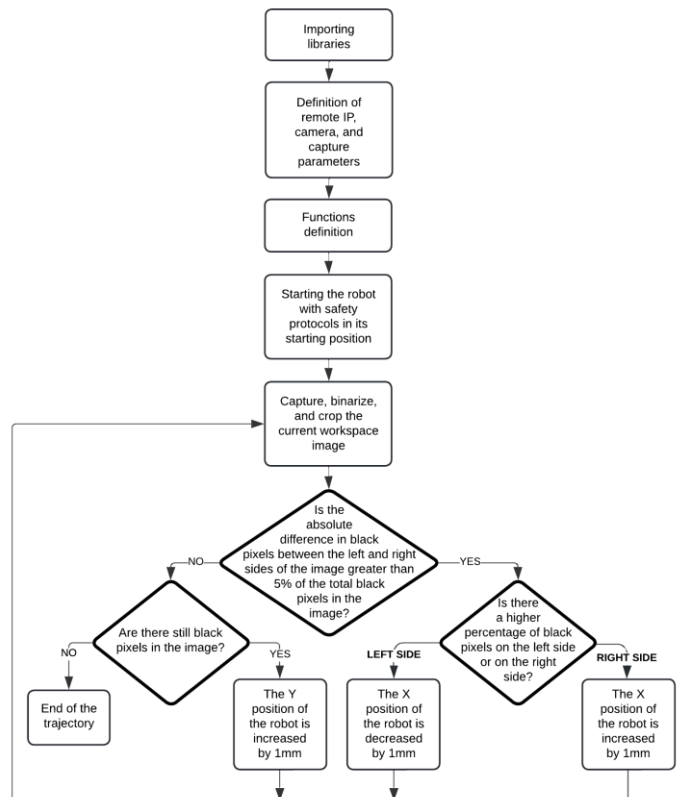 Importing
libraries
Definition of
remote IP,
camera, and
capture
parameters
Functions
definition
Starting the robot
with safety
protocols in its
starting position
Capture, binarize,
and crop the
current workspace
image
Is the
absolute
difference in black
pixels between the left and right
sides of the image greater than
5% of the total black
pixels in the
image?
NO
YES
Are there still black
pixels in the image?
Is there
a higher
percentage of black
pixels on the left side
or on the right
side?
NO
YES
LEFT SIDE
RIGHT SIDE
End of the
trajectory
The Y
position of
the robot is
increased
by 1mm
The X
position of
the robot is
decreased
by 1mm
The X
position of
the robot is
increased
by 1mm